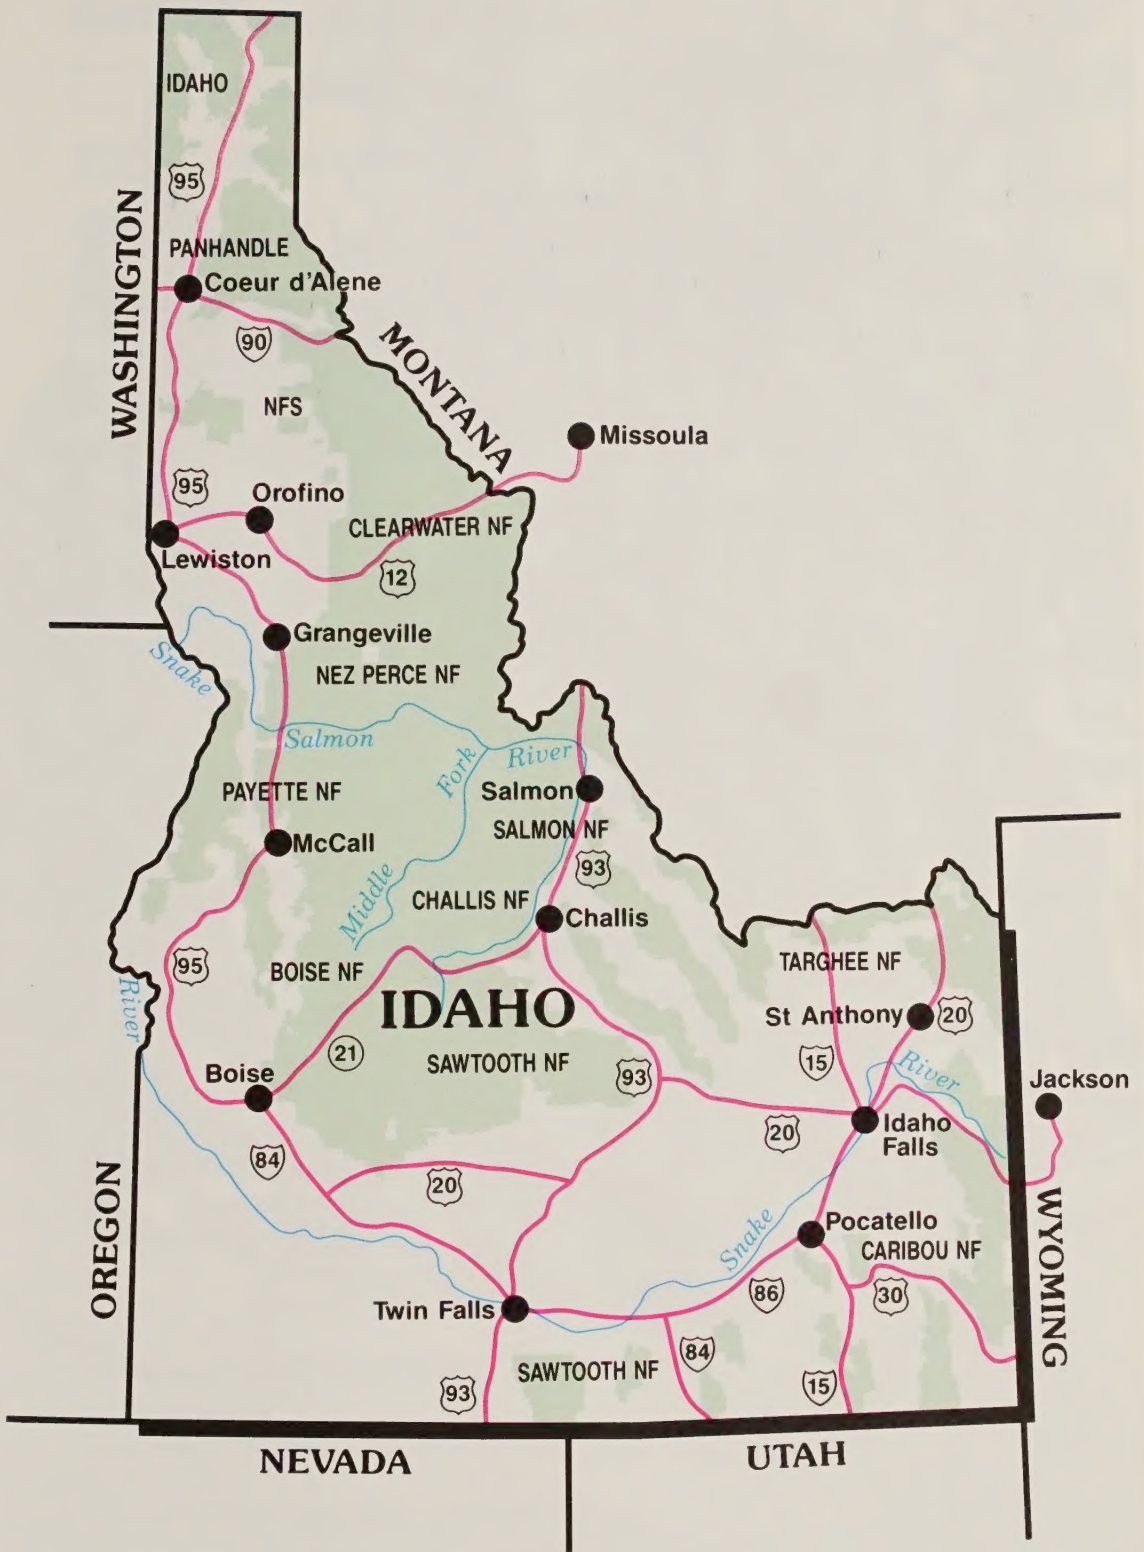 IDAHO
95
WASHINGTON
PANHANDLE
Coeur d'Alene
90
MONTANA
NFS
Missoula
95
Orofino
CLEARWATER NF
Lewiston
12
Grangeville
Snake
NEZ PERCE NF
Salmon
River
Fork
PAYETTE NF
Salmon
SALMON NF
McCall
93
Middle
CHALLIS NF
Challis
95
BOISE NF
TARGHEE NF
River
IDAHO
St Anthony
20
21
SAWTOOTH NF
15
River
Boise
93
Jackson
20
Idaho
Falls
84
20
OREGON
Snake
Pocatello
CARIBOU NF
WYOMING
86
30
Twin Falls
84
SAWTOOTH NF
93
15
NEVADA
UTAH